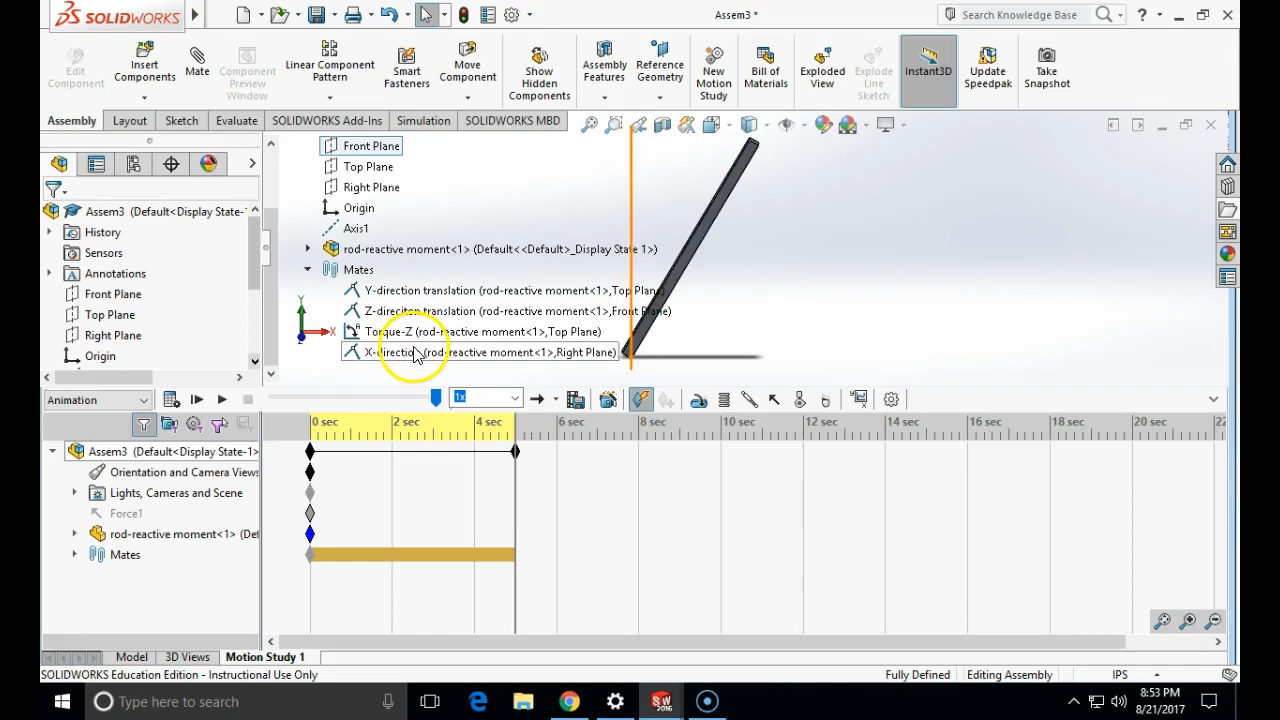 SOLIDWORKS
Assem3 *
Search Knowledge Base
?
Edit Component
Insert Components
Mate
Component Preview Window
Linear Component Pattern
Smart Fasteners
Move Component
Show Hidden Components
Assembly Features
Reference Geometry
New Motion Study
Bill of Materials
Exploded View
Explode Line Sketch
Instant3D
Update Speedpak
Take Snapshot
Assembly Layout Sketch Evaluate SOLIDWORKS Add-Ins Simulation SOLIDWORKS MBD
Front Plane
Top Plane
Right Plane
Origin
Axis1
rod-reactive moment<1> (Default<<Default>_Display State 1>)
Mates
Y-direction translation (rod-reactive moment<1>,Top Plane)
Z-direciton translation (rod-reactive moment<1>,Front Plane)
Torque-Z (rod-reactive moment<1>,Top Plane)
X-direction (rod-reactive moment<1>,Right Plane)
Y
X
Z
Assem3 (Default<Display State-
History
Sensors
Annotations
Front Plane
Top Plane
Right Plane
Origin
Animation
1x
0 sec 2 sec 4 sec 6 sec 8 sec 10 sec 12 sec 14 sec 16 sec 18 sec 20 sec 22
Assem3 (Default<Display State-1>
Orientation and Camera Views
Lights, Cameras and Scene
Force1
rod-reactive moment<1> (Def
Mates
Model 3D Views Motion Study 1
SOLIDWORKS Education Edition - Instructional Use Only
Fully Defined Editing Assembly IPS
Type here to search
SW
2016
8:53 PM
8/21/2017